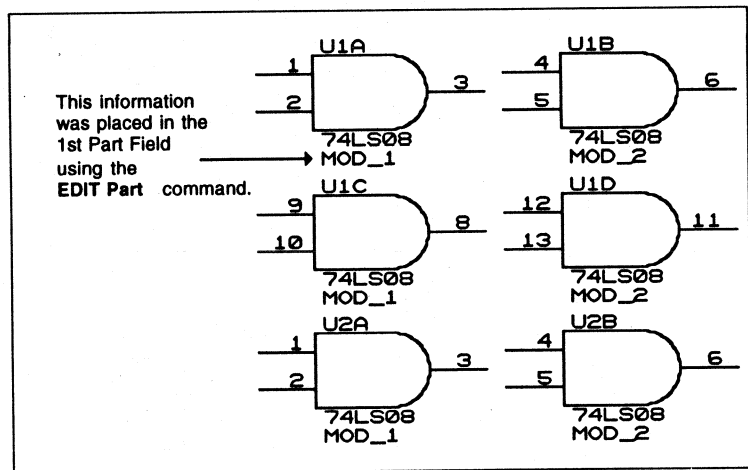 This information
was placed in the
1st Part Field
using the
EDIT Part command.
U1A
1
2
3
74LS08
MOD_1
U1B
4
5
6
74LS08
MOD_2
U1C
9
10
8
74LS08
MOD_1
U1D
12
13
11
74LS08
MOD_2
U2A
1
2
3
74LS08
MOD_1
U2B
4
5
6
74LS08
MOD_2